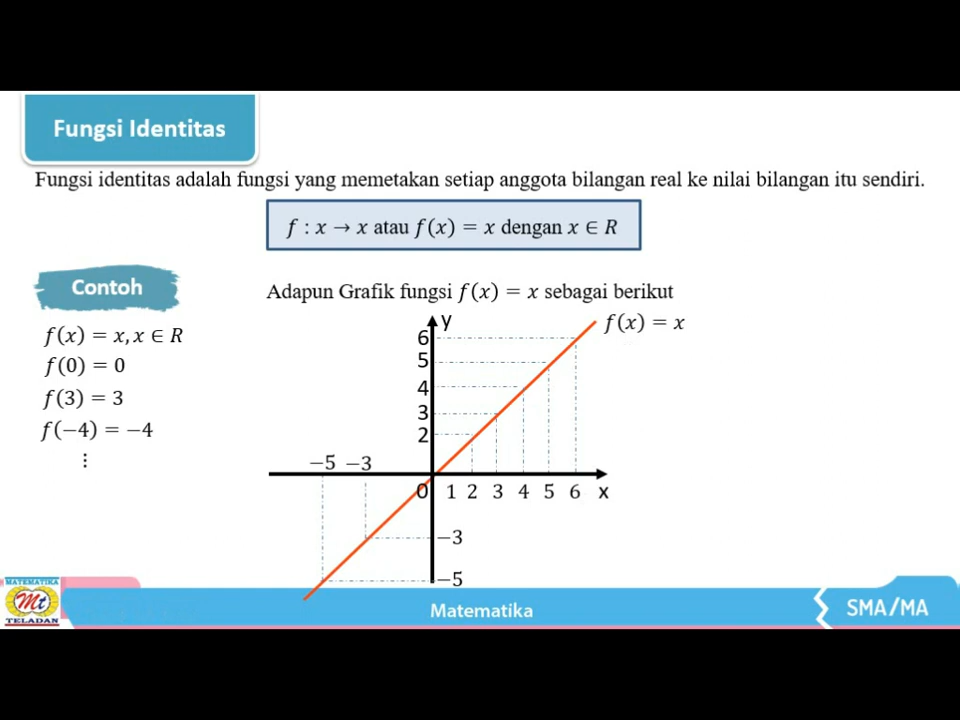 Fungsi Identitas
Fungsi identitas adalah fungsi yang memetakan setiap anggota bilangan real ke nilai bilangan itu sendiri.
f : x → x atau f(x) = x dengan x ∈ R
Contoh
f(x) = x, x ∈ R
f(0) = 0
f(3) = 3
f(−4) = −4
⋮
Adapun Grafik fungsi f(x) = x sebagai berikut
y
f(x) = x
6
5
4
3
2
−5 −3
0 1 2 3 4 5 6 x
−3
−5
MATEMATIKA
Mt
TELADAN
Matematika
SMA/MA